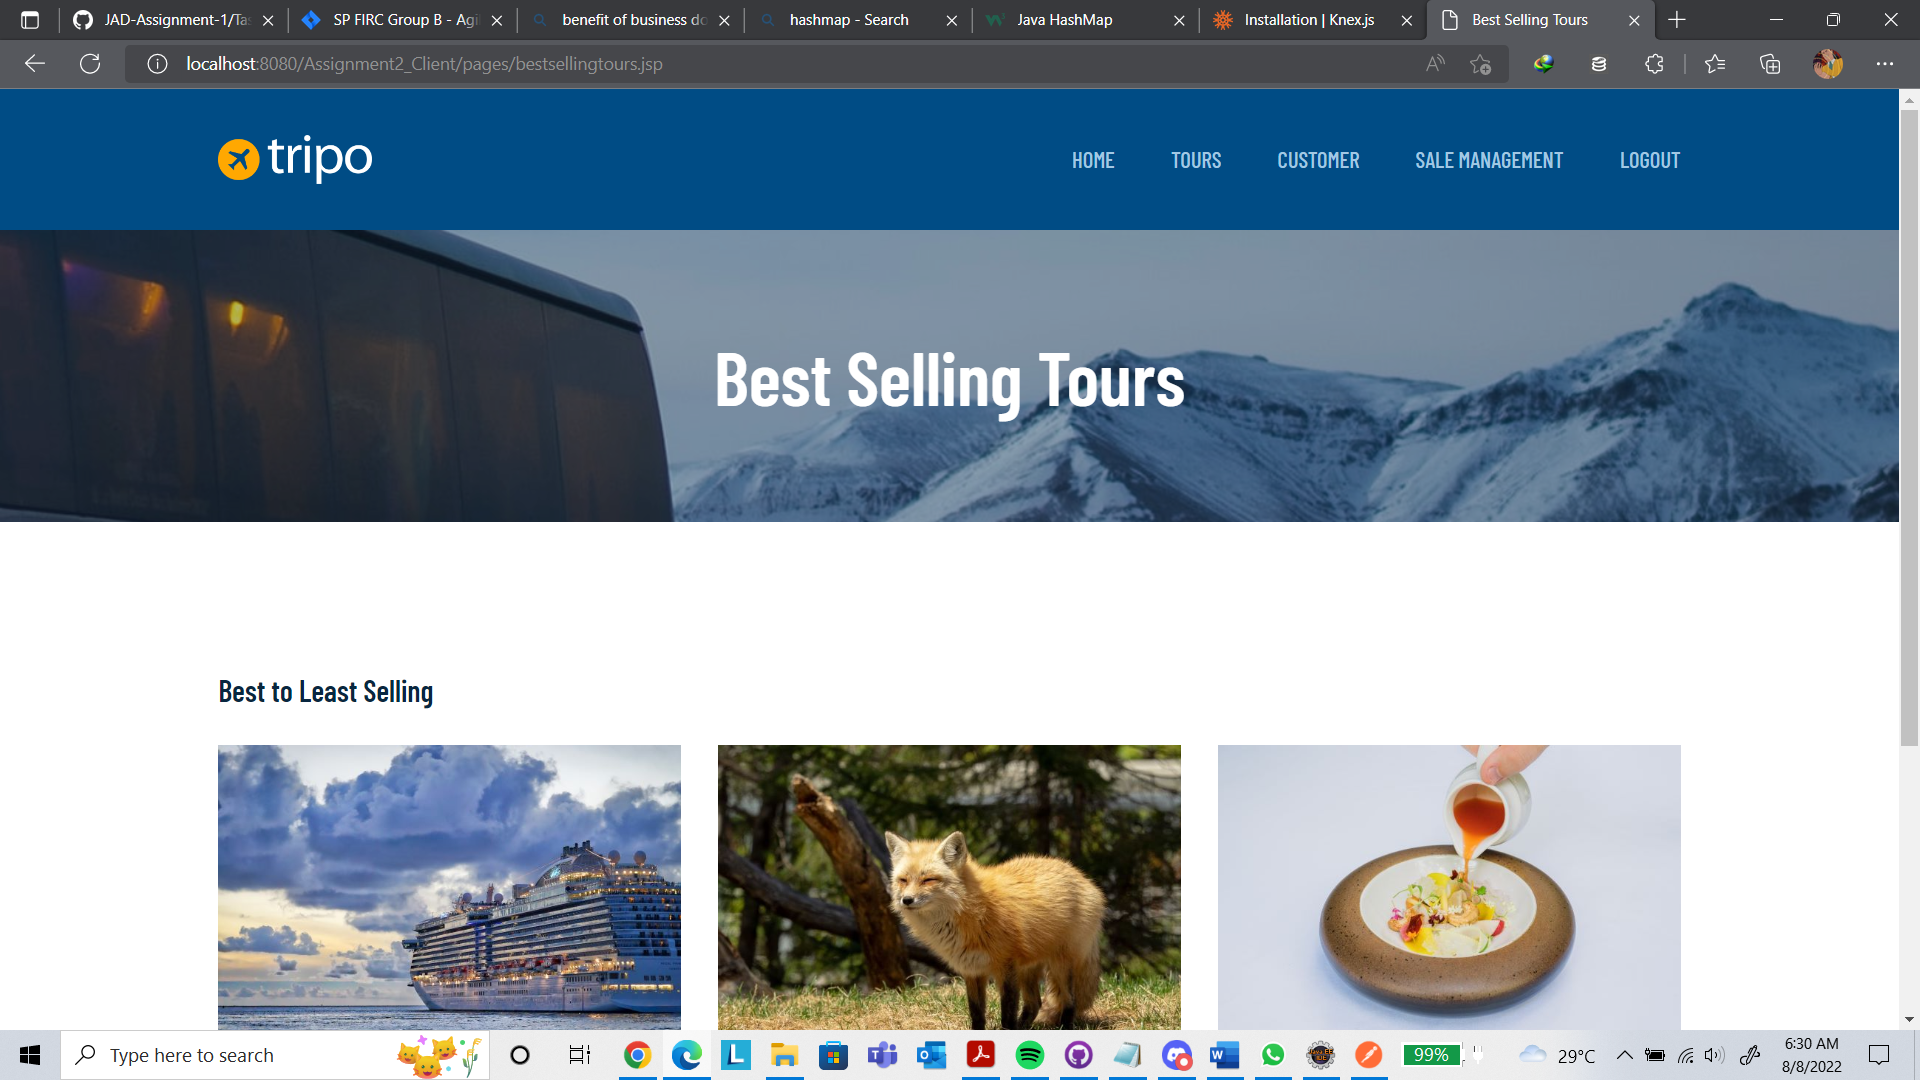 JAD-Assignment-1/Ta
SP FIRC Group B - Agi
benefit of business do
hashmap - Search
Java HashMap
Installation | Knex.js
Best Selling Tours
localhost:8080/Assignment2_Client/pages/bestsellingtours.jsp
tripo
HOME
TOURS
CUSTOMER
SALE MANAGEMENT
LOGOUT
Best Selling Tours
Best to Least Selling
Type here to search
99%
29°C
6:30 AM
8/8/2022